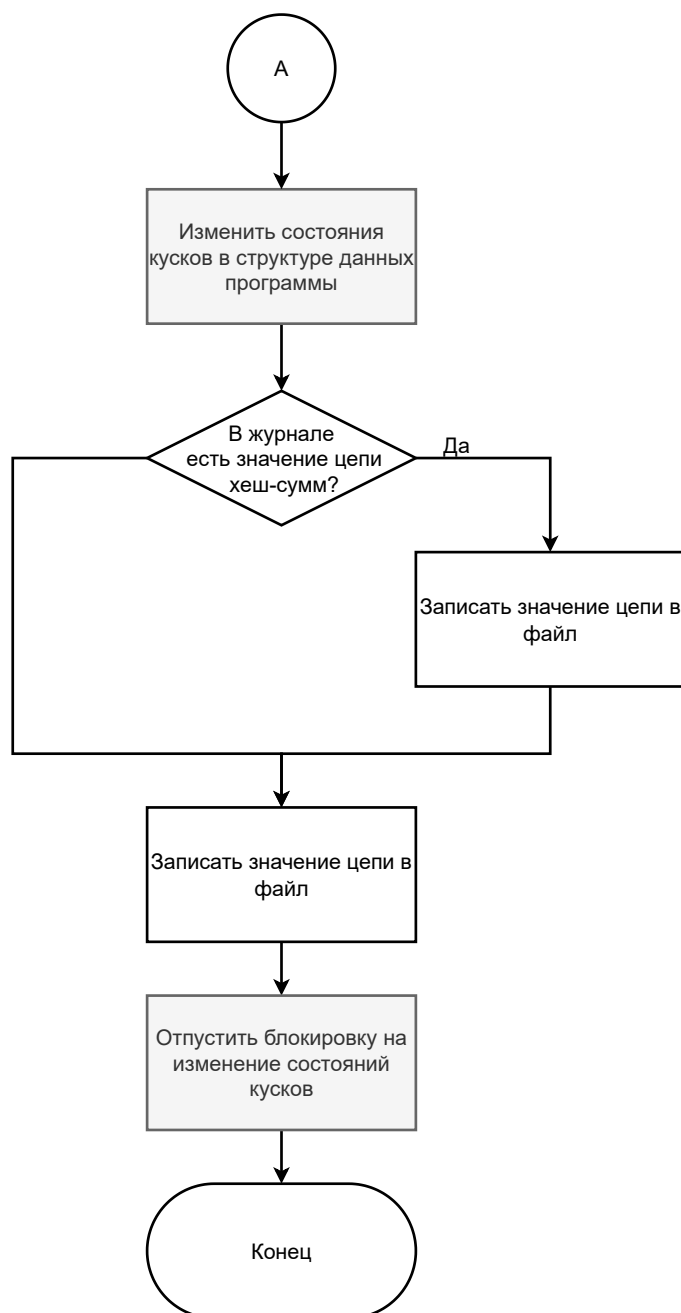 А
Изменить состояния
кусков в структуре данных
программы
В журнале
есть значение цепи
хеш-сумм?
Да
Записать значение цепи в
файл
Записать значение цепи в
файл
Отпустить блокировку на
изменение состояний
кусков
Конец